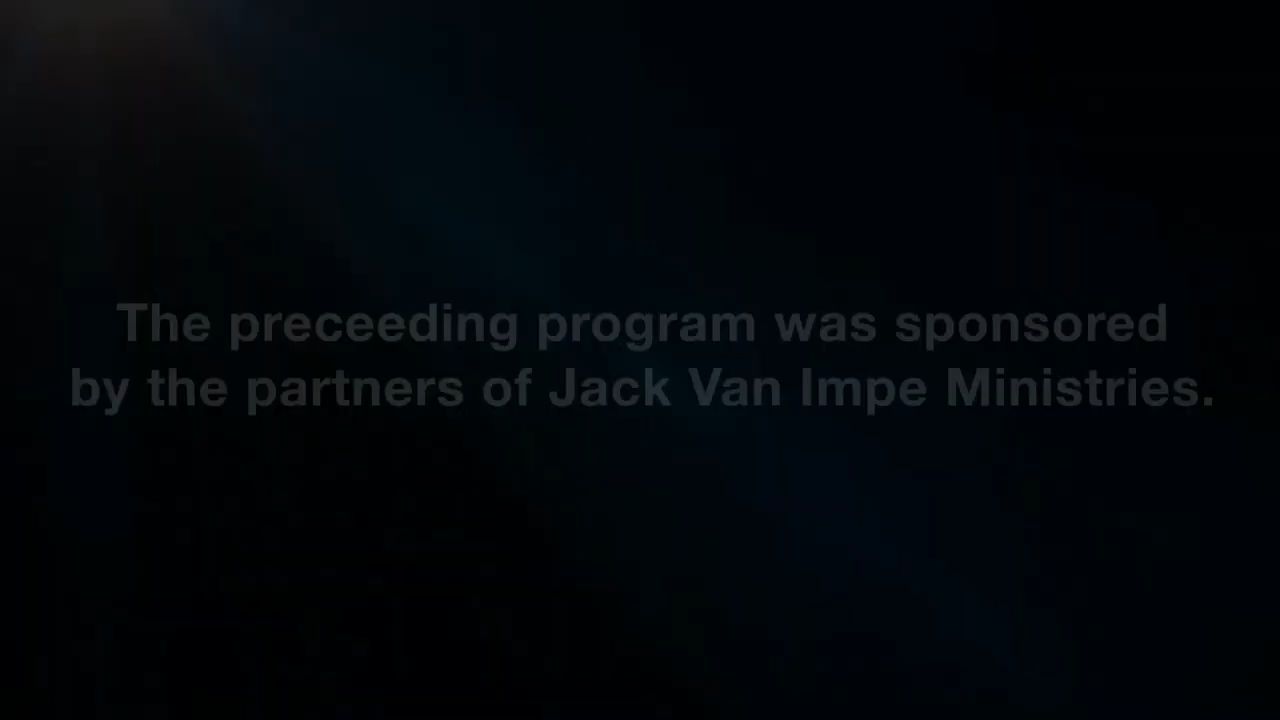 The preceeding program was sponsored
by the partners of Jack Van Impe Ministries.